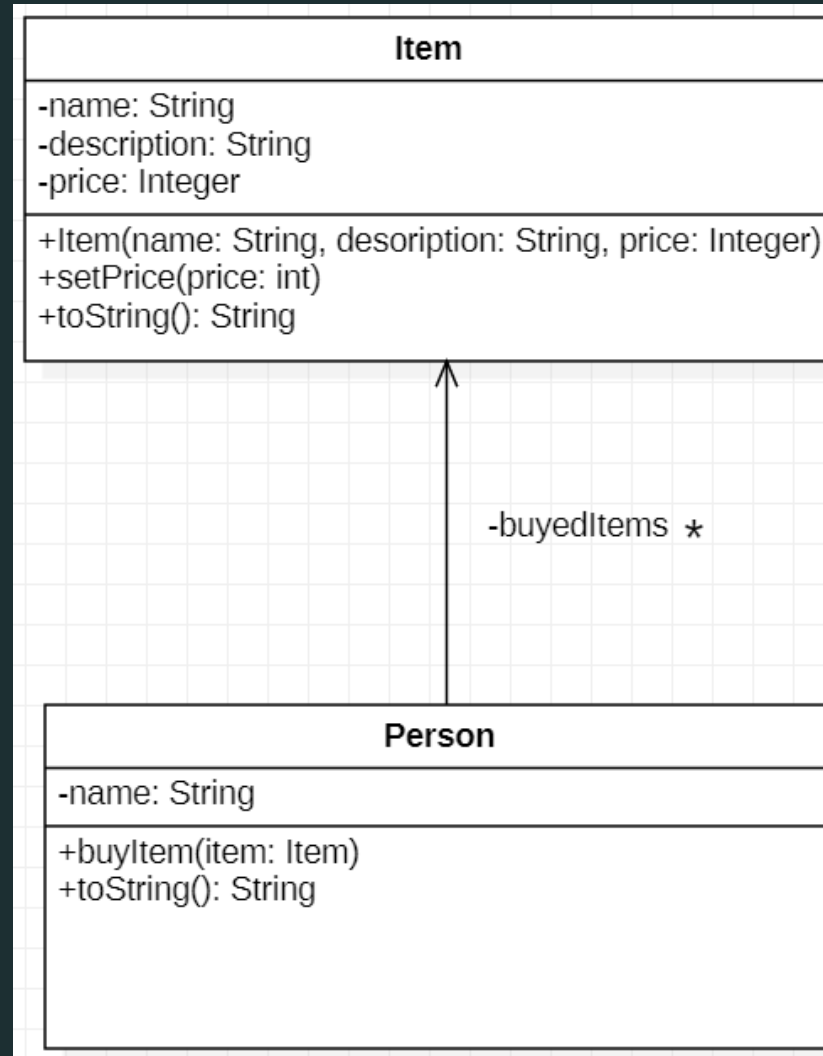 Item
-name: String
-description: String
-price: Integer
+Item(name: String, desoription: String, price: Integer)
+setPrice(price: int)
+toString(): String
-buyedItems *
Person
-name: String
+buyItem(item: Item)
+toString(): String